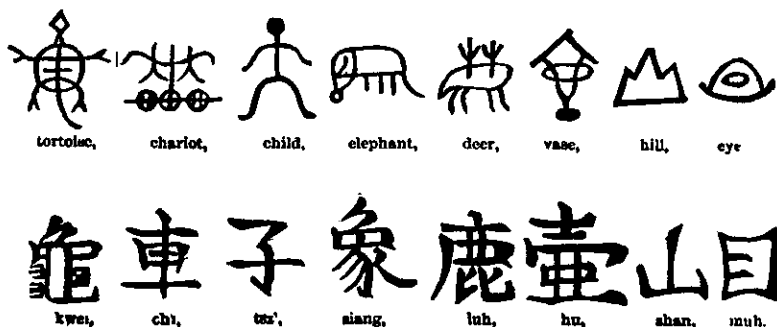 tortoise, chariot, child, elephant, deer, vase, hill, eye
龜 車 子 象 鹿 壷 山 目
kwei, chi, tsz', siang, luh, hu, shan, muh.